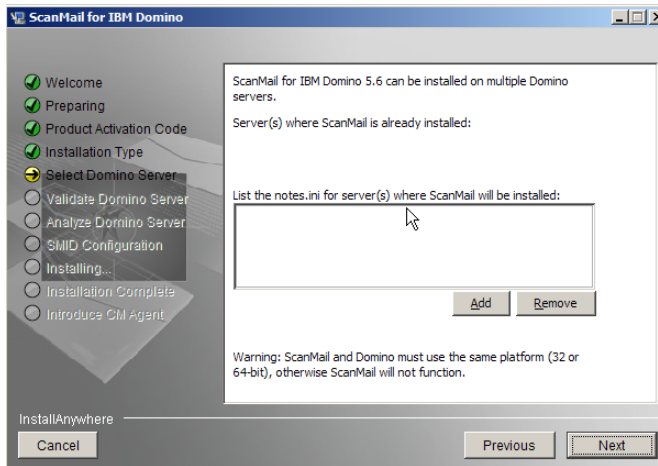 ScanMail for IBM Domino
Welcome
Preparing
Product Activation Code
Installation Type
Select Domino Server
Validate Domino Server
Analyze Domino Server
SMID Configuration
Installing...
Installation Complete
Introduce CM Agent
ScanMail for IBM Domino 5.6 can be installed on multiple Domino
servers.
Server(s) where ScanMail is already installed:
List the notes.ini for server(s) where ScanMail will be installed:
Add
Remove
Warning: ScanMail and Domino must use the same platform (32 or
64-bit), otherwise ScanMail will not function.
InstallAnywhere
Cancel
Previous
Next